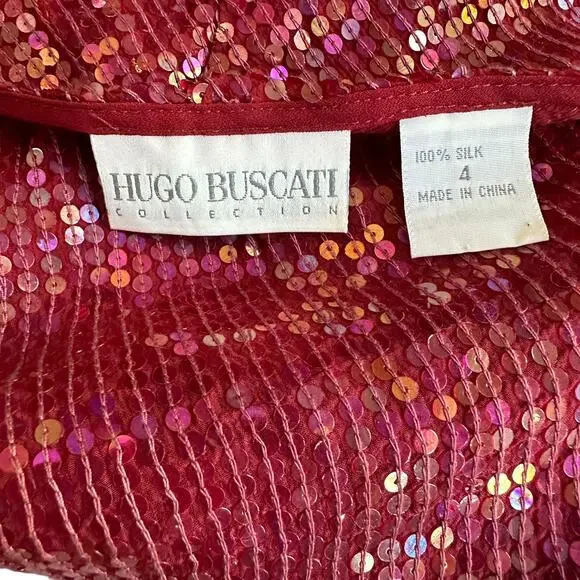 HUGO BUSCATI
COLLECTION
100% SILK
4
MADE IN CHINA